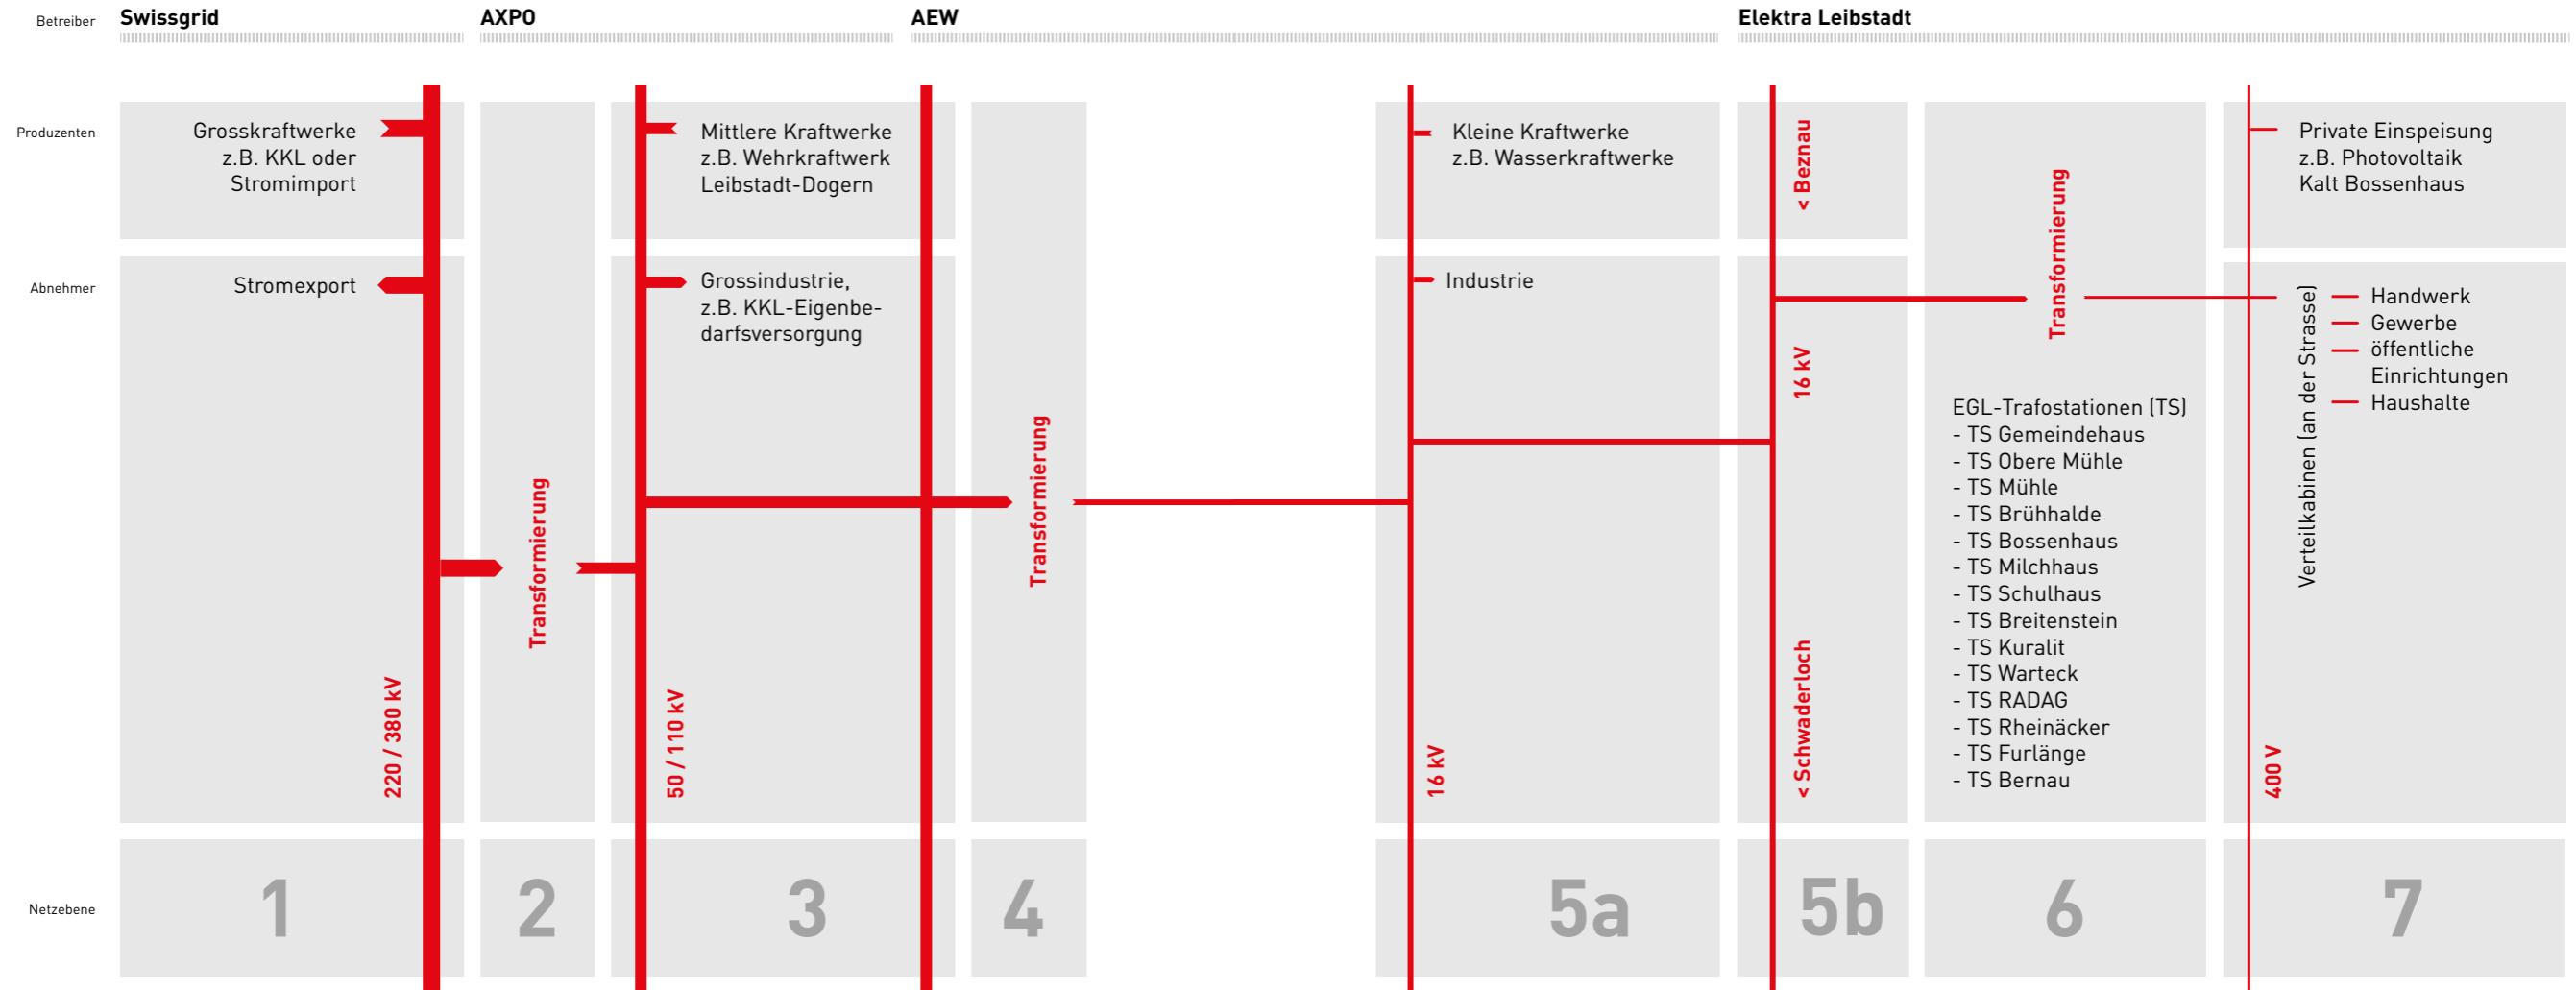 Betreiber
Swissgrid
AXPO
AEW
Elektra Leibstadt
Produzenten
Grosskraftwerke
z.B. KKL oder
Stromimport
Mittlere Kraftwerke
z.B. Wehrkraftwerk
Leibstadt-Dogern
Kleine Kraftwerke
z.B. Wasserkraftwerke
< Beznau
Private Einspeisung
z.B. Photovoltaik
Kalt Bossenhaus
Abnehmer
Stromexport
220 / 380 kV
Transformierung
Grossindustrie,
z.B. KKL-Eigenbe-
darfsversorgung
50 / 110 kV
Transformierung
Industrie
16 kV
16 kV
< Schwaderloch
Transformierung
EGL-Trafostationen (TS)
- TS Gemeindehaus
- TS Obere Mühle
- TS Mühle
- TS Brühhalde
- TS Bossenhaus
- TS Milchhaus
- TS Schulhaus
- TS Breitenstein
- TS Kuralit
- TS Warteck
- TS RADAG
- TS Rheinäcker
- TS Furlänge
- TS Bernau
400 V
Verteilkabinen (an der Strasse)
Handwerk
Gewerbe
öffentliche
Einrichtungen
Haushalte
Netzebene
1
2
3
4
5a
5b
6
7